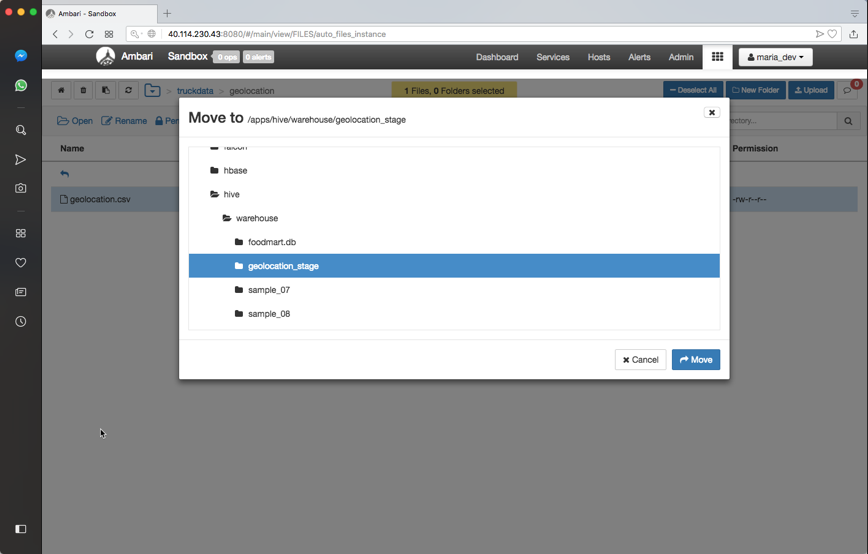 Ambari - Sandbox
40.114.230.43:8080/#/main/view/FILES/auto_files_instance
Ambari Sandbox 0 ops 0 alerts Dashboard Services Hosts Alerts Admin maria_dev
> truckdata > geolocation 1 Files, 0 Folders selected Deselect All New Folder Upload 0
Open Rename
Name Permission
geolocation.csv -rw-r--r--
Move to /apps/hive/warehouse/geolocation_stage
falcon
hbase
hive
warehouse
foodmart.db
geolocation_stage
sample_07
sample_08
Cancel Move